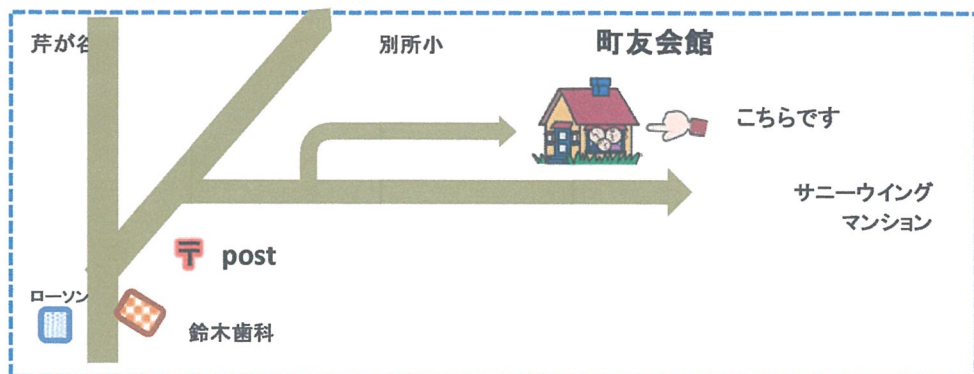 芹が谷
別所小
町友会館
こちらです
サニーウイング
マンション
〒 post
ローソン
鈴木歯科